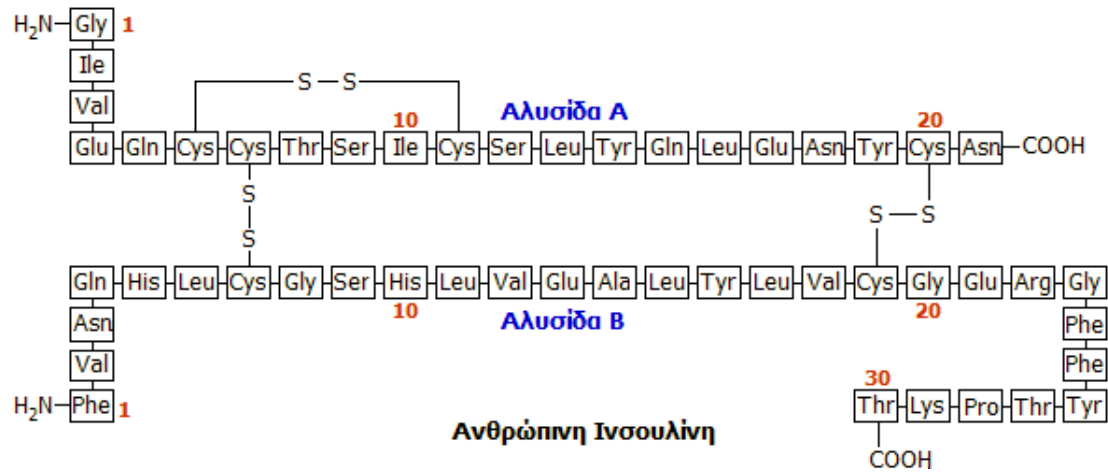 H2N Gly 1
Ile
S S
Val
Αλυσίδα Α
10 20
Glu Gln Cys Cys Thr Ser Ile Cys Ser Leu Tyr Gln Leu Glu Asn Tyr Cys Asn COOH
S
S S
S
Gln His Leu Cys Gly Ser His Leu Val Glu Ala Leu Tyr Leu Val Cys Gly Glu Arg Gly
10 20
Αλυσίδα Β
Asn Phe
Val Phe
30
H2N Phe 1 Thr Lys Pro Thr Tyr
Ανθρώπινη Ινσουλίνη
COOH